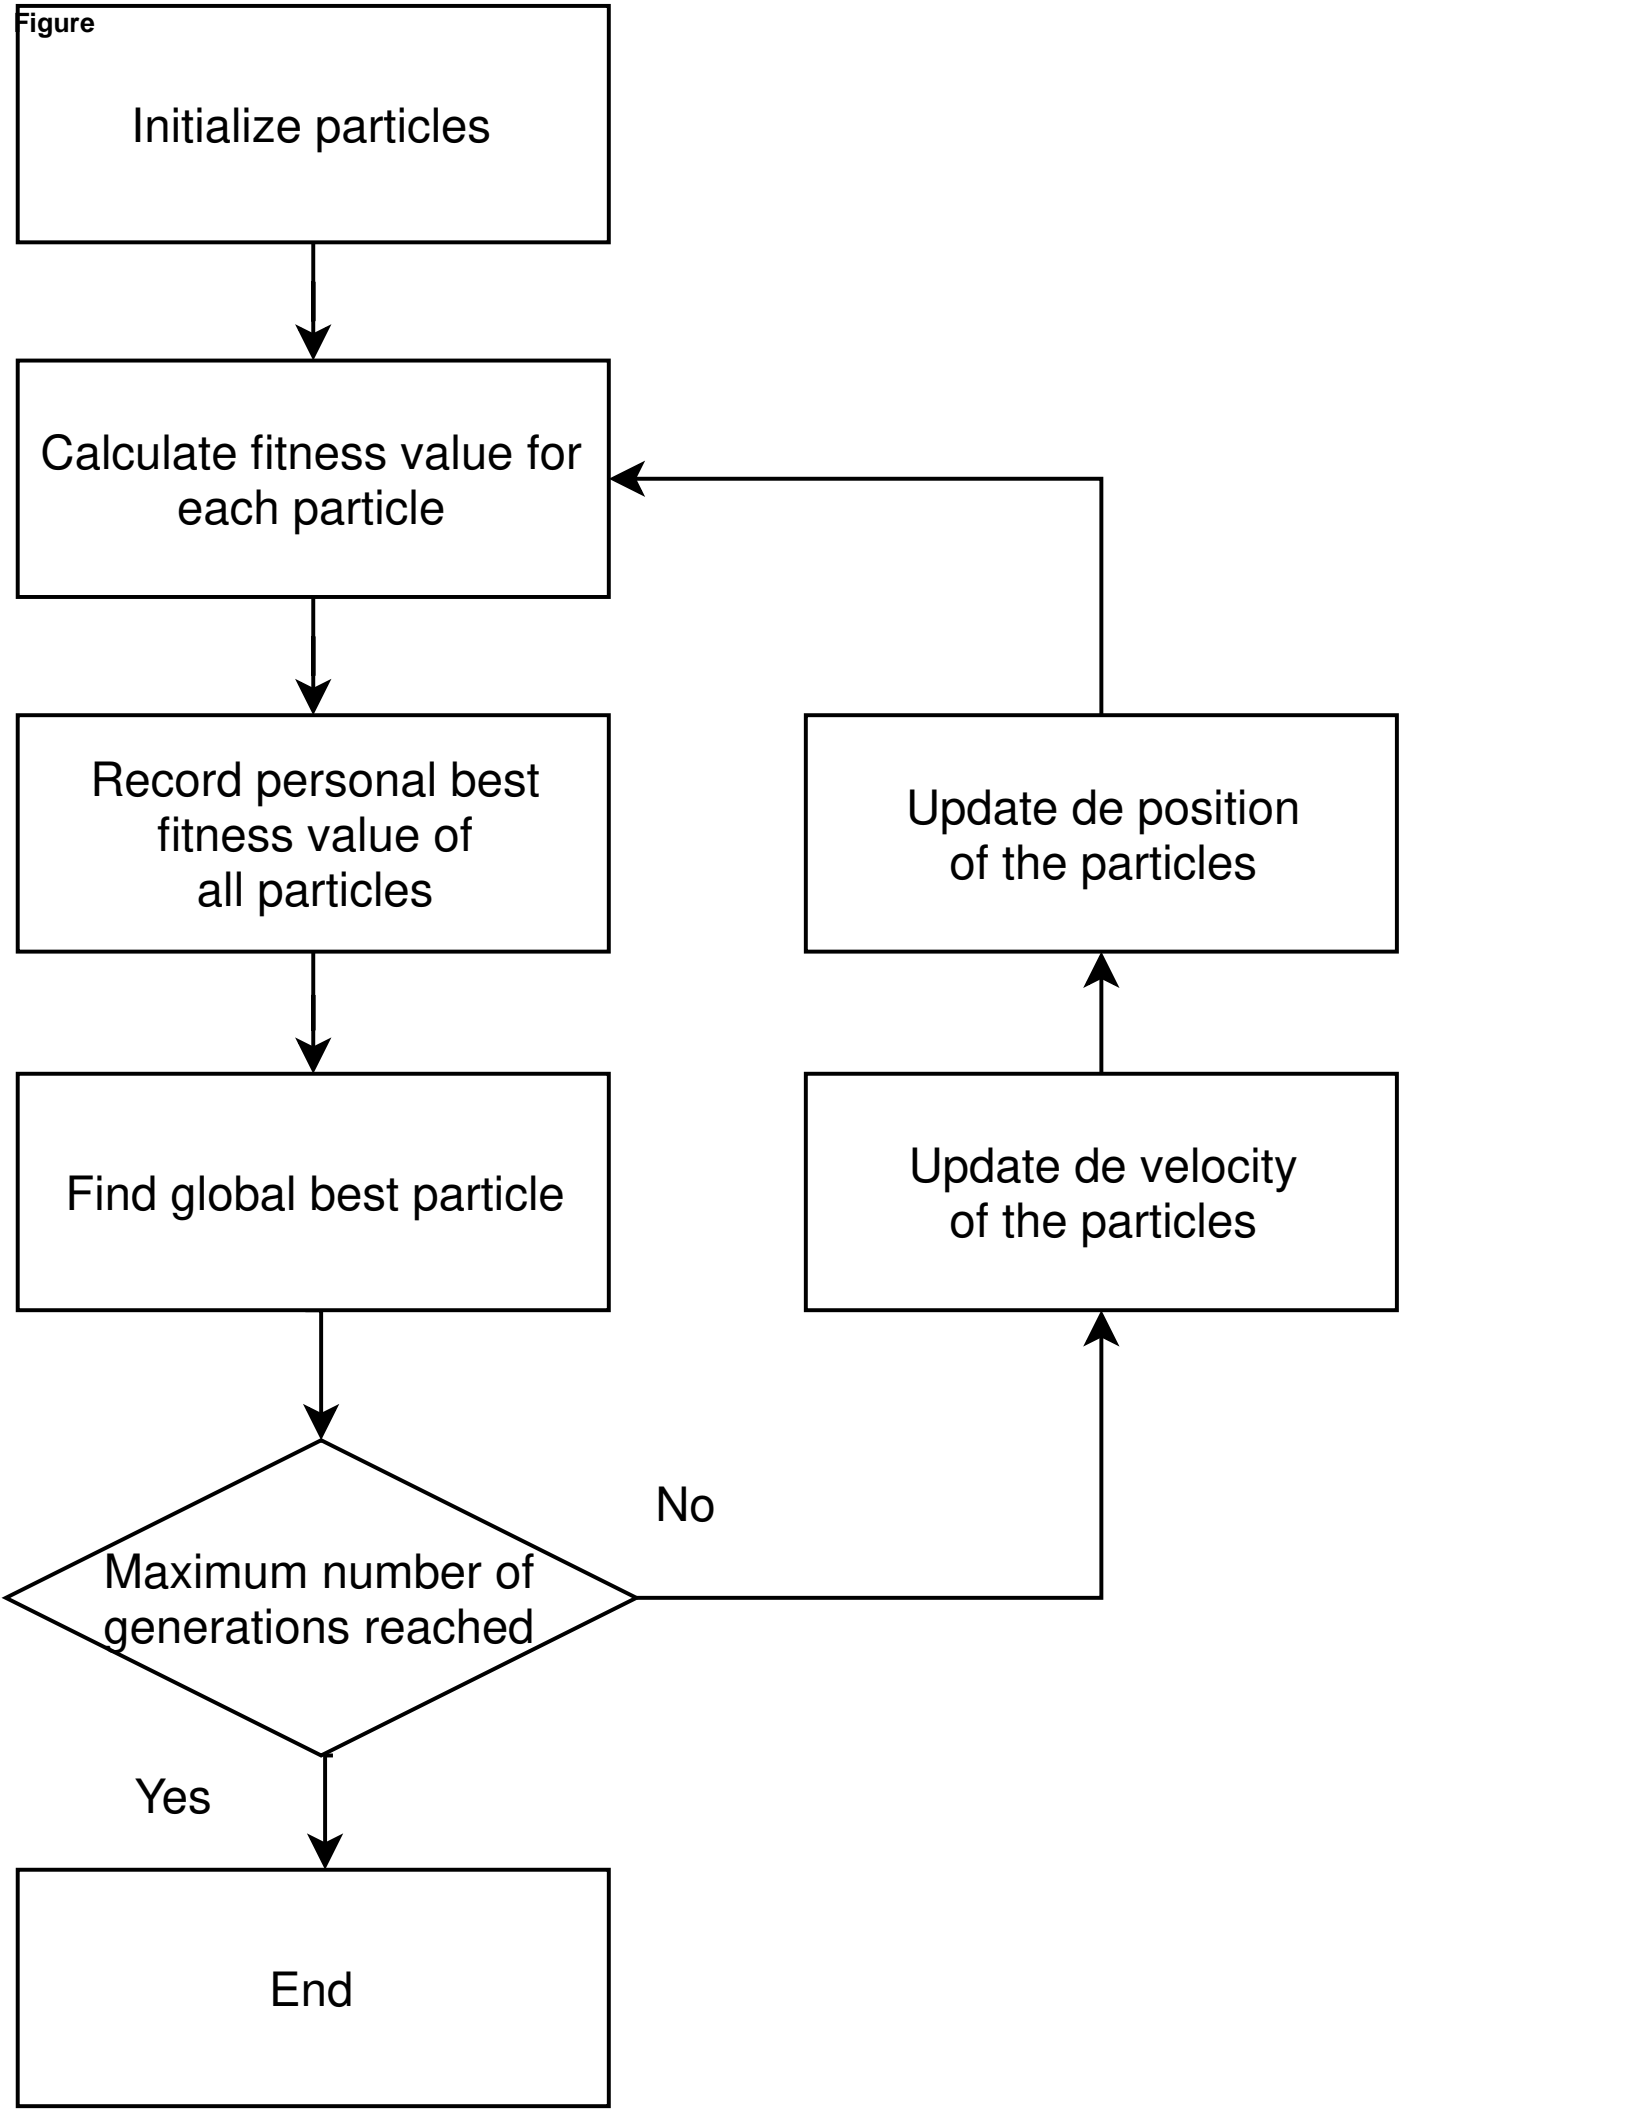 Figure
Initialize particles
Calculate fitness value for
each particle
Record personal best
fitness value of
all particles
Update de position
of the particles
Find global best particle
Update de velocity
of the particles
No
Maximum number of
generations reached
Yes
End